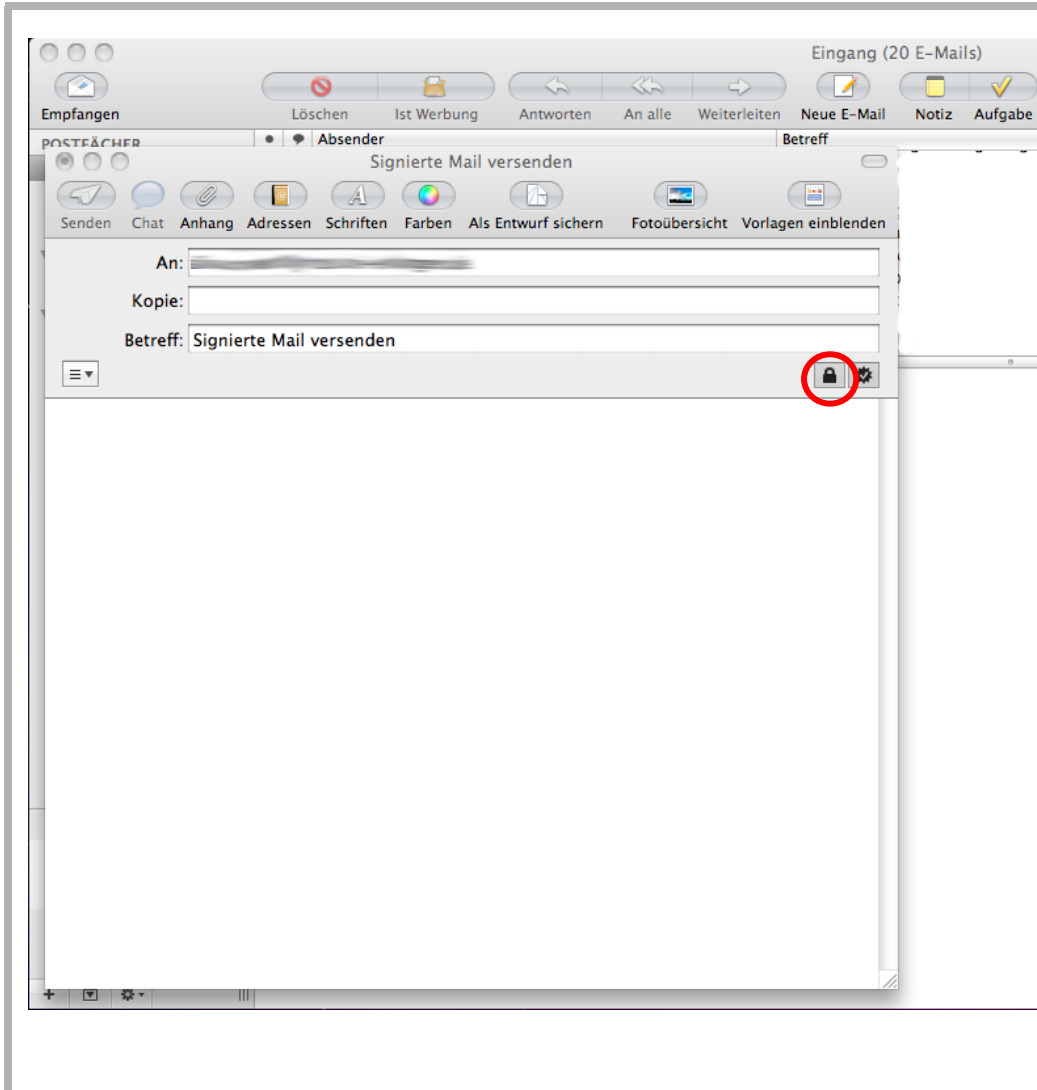 Eingang (20 E-Mails)
Empfangen Löschen Ist Werbung Antworten An alle Weiterleiten Neue E-Mail Notiz Aufgabe
POSTFÄCHER Absender Betreff
Signierte Mail versenden
Senden Chat Anhang Adressen Schriften Farben Als Entwurf sichern Fotoübersicht Vorlagen einblenden
An:
Kopie:
Betreff: Signierte Mail versenden